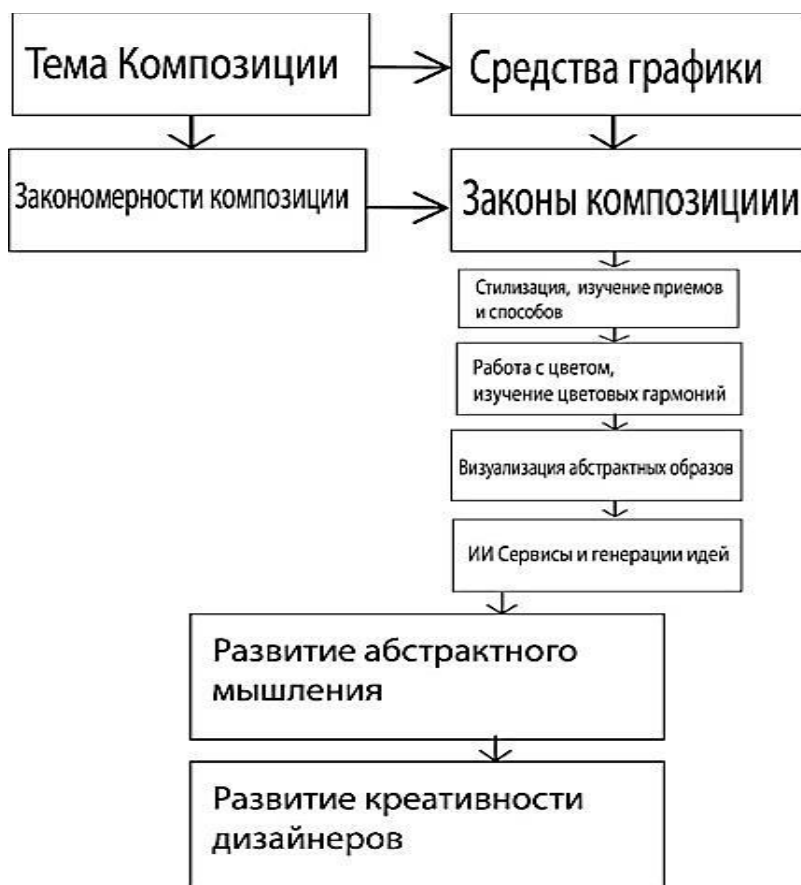 Тема Композиции
Средства графики
Закономерности композиции
Законы композициии
Стилизация, изучение приемов
и способов
Работа с цветом,
изучение цветовых гармоний
Визуализация абстрактных образов
ИИ Сервисы и генерации идей
Развитие абстрактного
мышления
Развитие креативности
дизайнеров